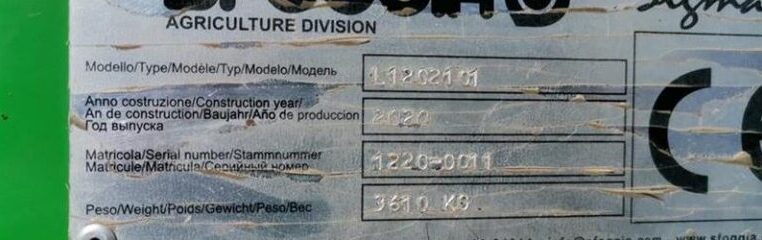 AGRICULTURE DIVISION
Modello/Type/Modèle/Typ/Modelo/Модель
L1202101
Anno costruzione/Construction year/
An de construction/Baujahr/Año de produccion
Год выпуска
2020
Matricola/Serial number/Stammnummer
Matricule/Matricula/Серийный номер
1220-0011
Peso/Weight/Poids/Gewicht/Peso/Вес
3610 KG
CE